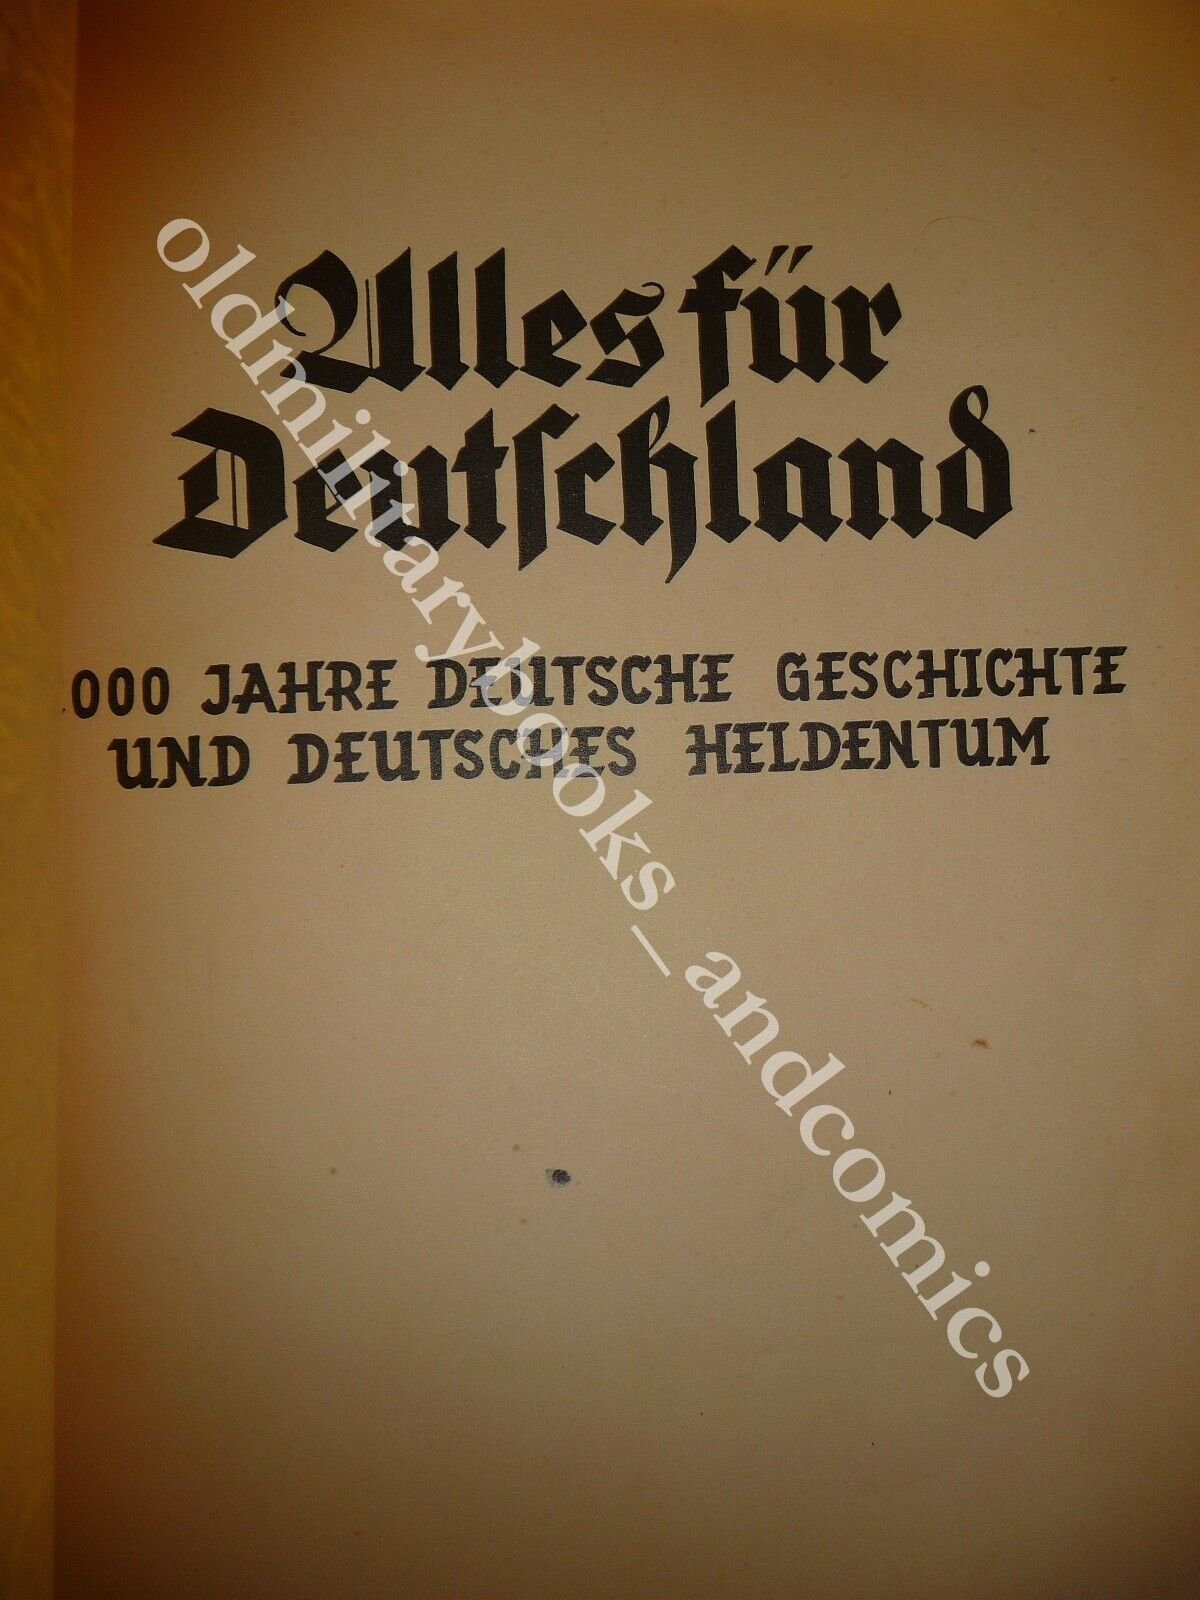 Alles für
Deutschland
000 JAHRE DEUTSCHE GESCHICHTE
UND DEUTSCHES HELDENTUM
oldmilitarybooks_andcomics